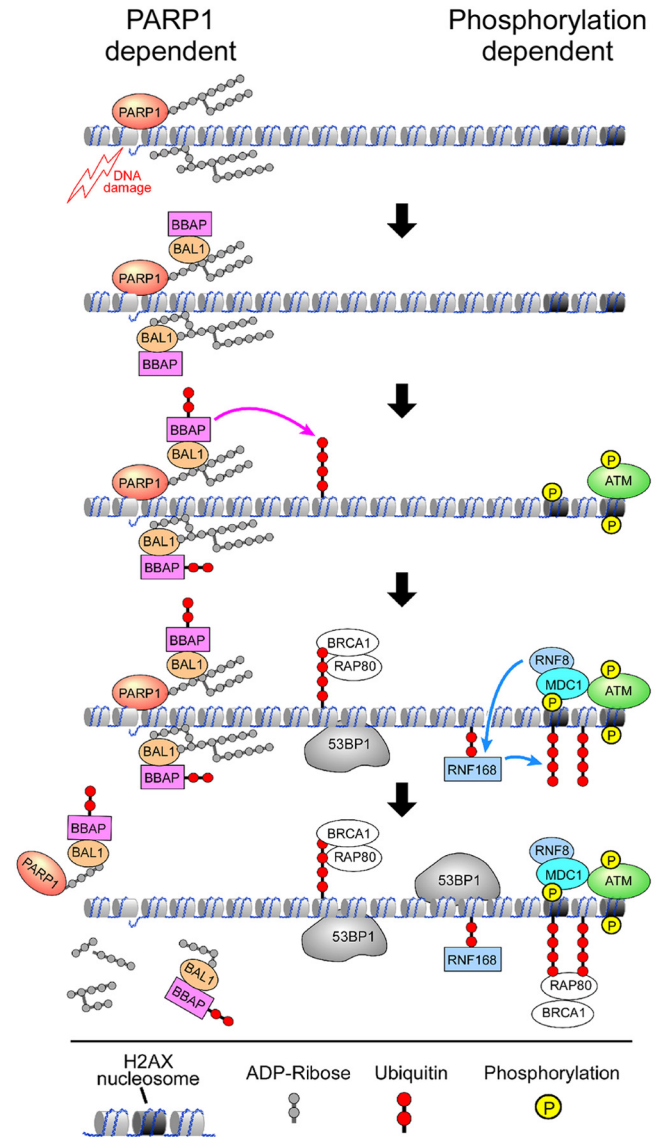 PARP1
dependent
Phosphorylation
dependent
PARP1
DNA
damage
BBAP
BAL1
PARP1
BAL1
BBAP
BBAP
BAL1
PARP1
BAL1
BBAP
P
P
ATM
P
BBAP
BAL1
PARP1
BAL1
BBAP
BRCA1
RAP80
53BP1
RNF8
MDC1
P
P
ATM
P
RNF168
BBAP
BAL1
PARP1
BRCA1
RAP80
53BP1
53BP1
RNF8
MDC1
P
P
ATM
P
RNF168
BAL1
BBAP
RAP80
BRCA1
H2AX
nucleosome
ADP-Ribose
Ubiquitin
Phosphorylation
P